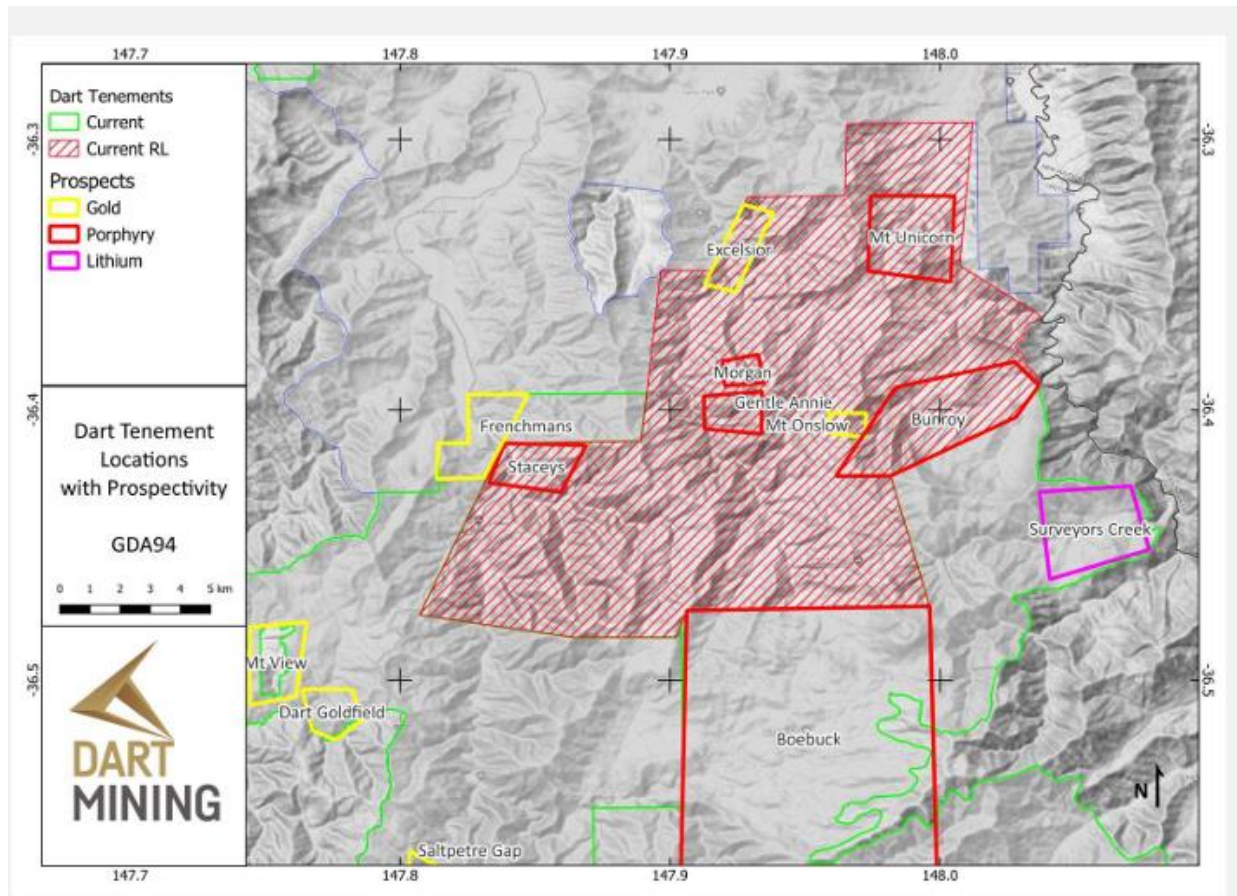 147.7
147.8
147.9
148.0
Dart Tenements
Current
Current RL
Prospects
Gold
Porphyry
Lithium
Dart Tenement
Locations
with Prospectivity
GDA94
0 1 2 3 4 5 km
DART
MINING
-36.3
-36.3
-36.4
-36.4
-36.5
-36.5
Excelsior
Mt Unicorn
Morgan
Gentle Annie
Mt Onslow
Bunroy
Frenchmans
Staceys
Surveyors Creek
Mt View
Dart Goldfield
Boebuck
Saltpetre Gap
N
147.7
147.8
147.9
148.0